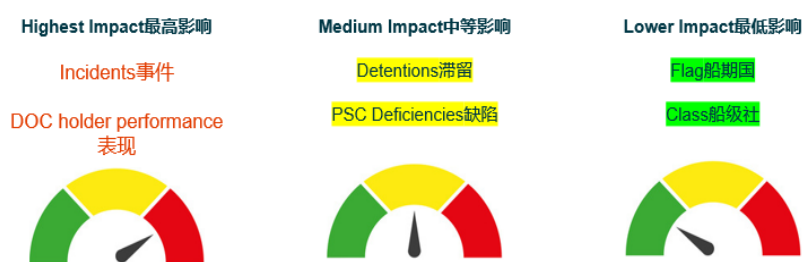 Highest Impact最高影响
Medium Impact中等影响
Lower Impact最低影响
Incidents事件
Detentions滞留
Flag船期国
DOC holder performance
表现
PSC Deficiencies缺陷
Class船级社